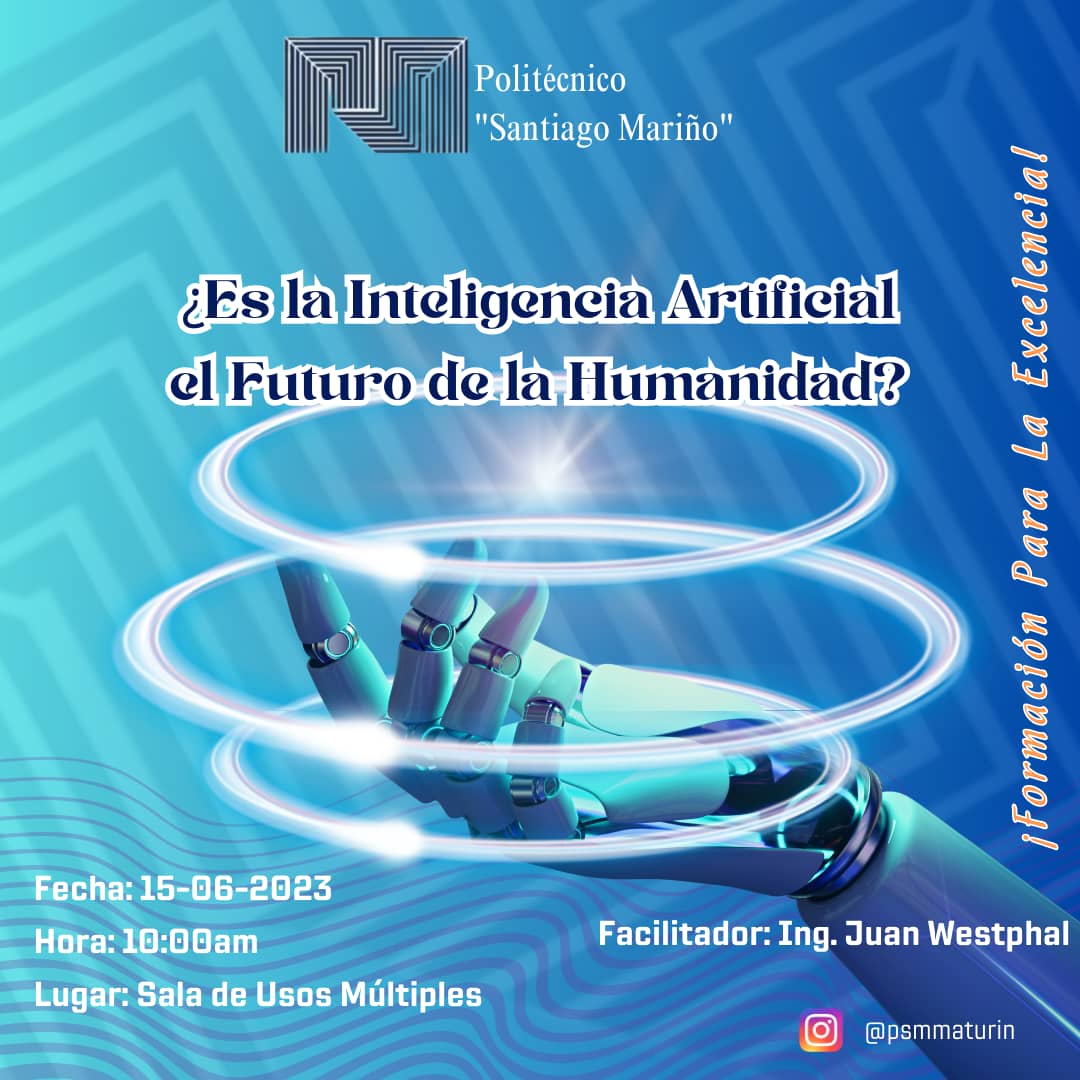 Politécnico
"Santiago Mariño"
¿Es la Inteligencia Artificial
el Futuro de la Humanidad?
¡Formación Para La Excelencia!
Fecha: 15-06-2023
Hora: 10:00am
Lugar: Sala de Usos Múltiples
Facilitador: Ing. Juan Westphal
@psmmaturin